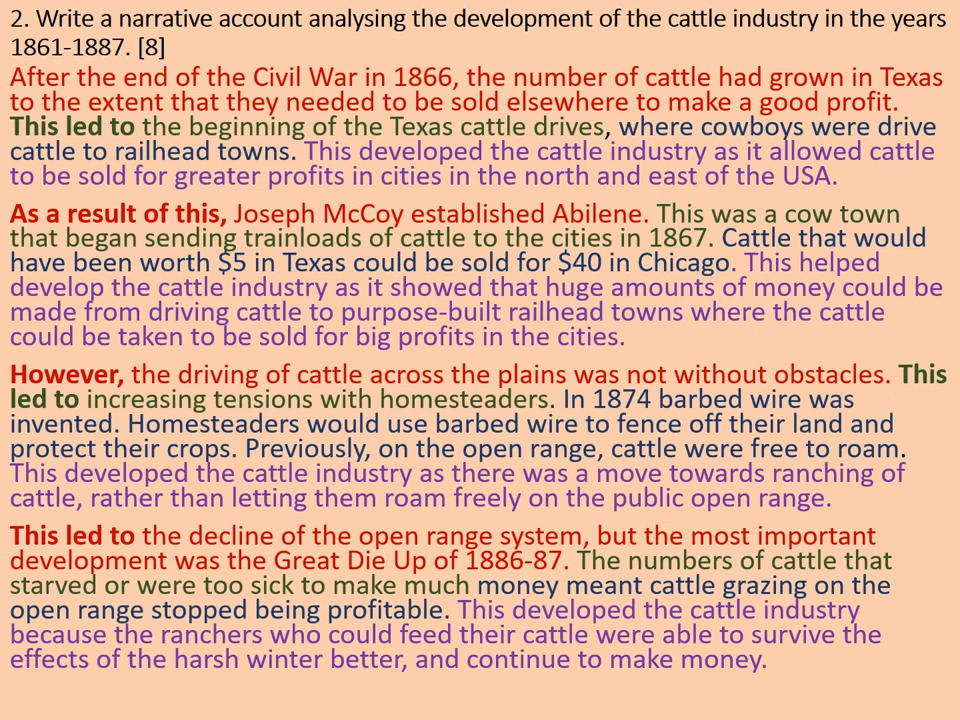 2. Write a narrative account analysing the development of the cattle industry in the years
1861-1887. [8]
After the end of the Civil War in 1866, the number of cattle had grown in Texas
to the extent that they needed to be sold elsewhere to make a good profit.
This led to the beginning of the Texas cattle drives, where cowboys were drive
cattle to railhead towns. This developed the cattle industry as it allowed cattle
to be sold for greater profits in cities in the north and east of the USA.
As a result of this, Joseph McCoy established Abilene. This was a cow town
that began sending trainloads of cattle to the cities in 1867. Cattle that would
have been worth $5 in Texas could be sold for $40 in Chicago. This helped
develop the cattle industry as it showed that huge amounts of money could be
made from driving cattle to purpose-built railhead towns where the cattle
could be taken to be sold for big profits in the cities.
However, the driving of cattle across the plains was not without obstacles. This
led to increasing tensions with homesteaders. In 1874 barbed wire was
invented. Homesteaders would use barbed wire to fence off their land and
protect their crops. Previously, on the open range, cattle were free to roam.
This developed the cattle industry as there was a move towards ranching of
cattle, rather than letting them roam freely on the public open range.
This led to the decline of the open range system, but the most important
development was the Great Die Up of 1886-87. The numbers of cattle that
starved or were too sick to make much money meant cattle grazing on the
open range stopped being profitable. This developed the cattle industry
because the ranchers who could feed their cattle were able to survive the
effects of the harsh winter better, and continue to make money.